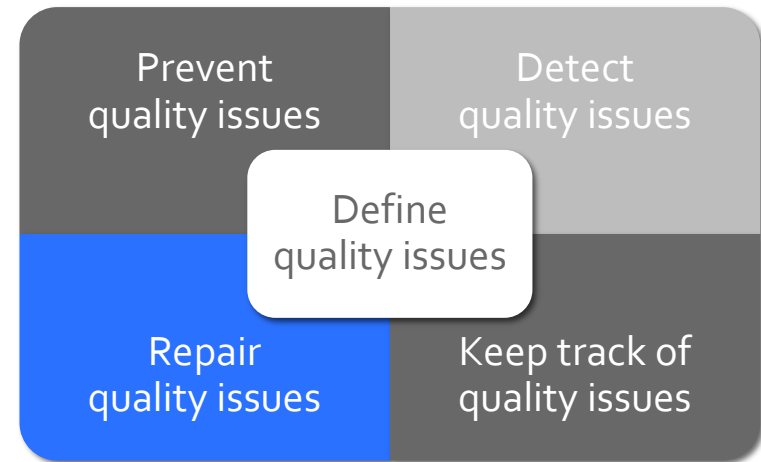 Prevent
quality issues
Detect
quality issues
Define
quality issues
Repair
quality issues
Keep track of
quality issues